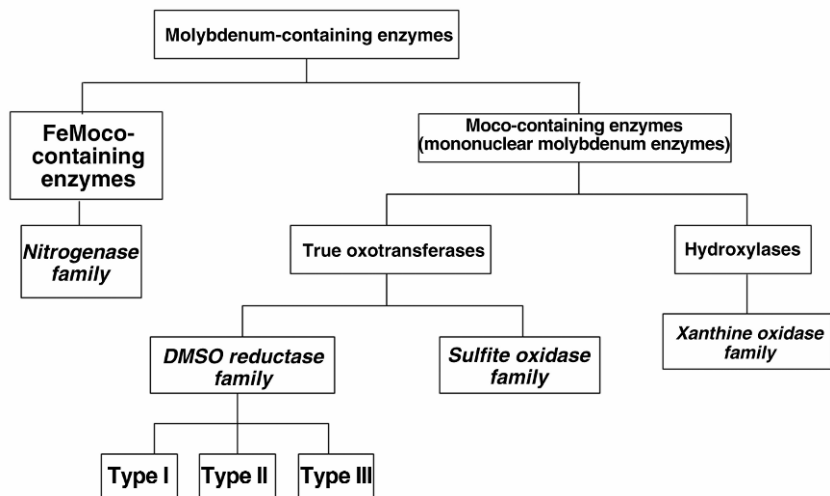 Molybdenum-containing enzymes
FeMoco-
containing
enzymes
Moco-containing enzymes
(mononuclear molybdenum enzymes)
Nitrogenase
family
True oxotransferases
Hydroxylases
DMSO reductase
family
Sulfite oxidase
family
Xanthine oxidase
family
Type I
Type II
Type III